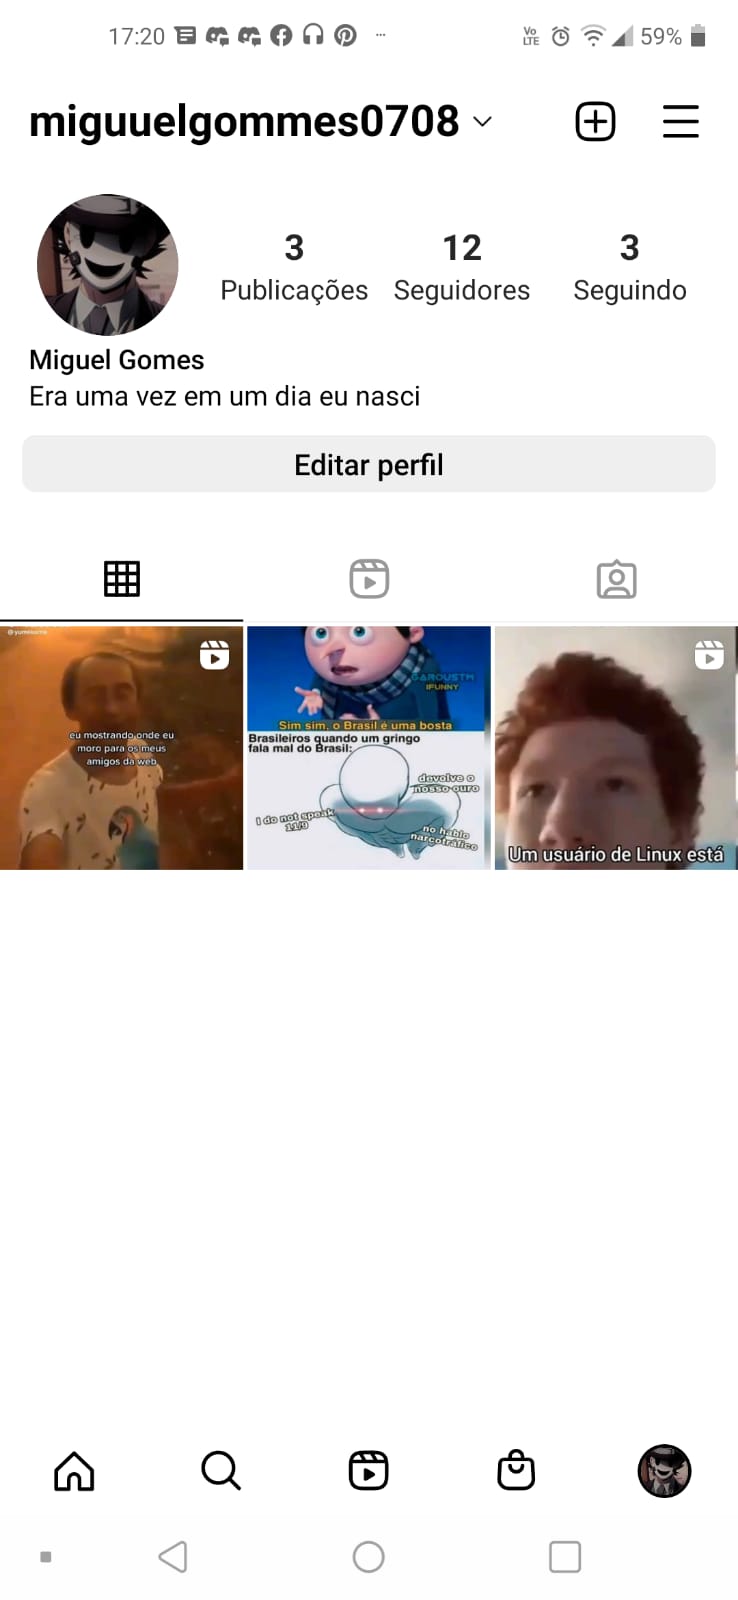 17:20
Vo
LTE
59%
miguuelgommes0708
3
12
3
Publicações
Seguidores
Seguindo
Miguel Gomes
Era uma vez em um dia eu nasci
Editar perfil
eu mostrando onde eu
moro para os meus
amigos da web
GAROUSTM
IFUNNY
Sim sim, o Brasil é uma bosta
Brasileiros quando um gringo
fala mal do Brasil:
devolve o
nosso ouro
I do not speak
11/9
no hablo
narcotráfico
Um usuário de Linux está